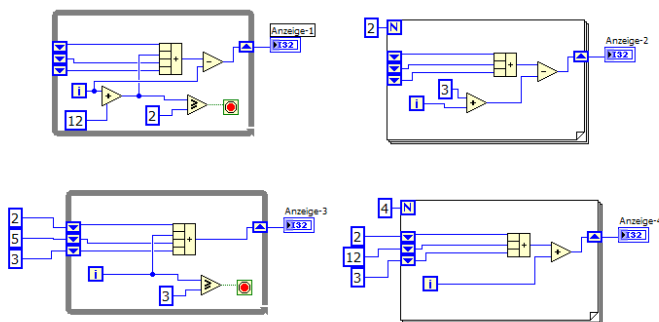 Anzeige-1
I32
i
+
+
-
12
2
≥
2
N
Anzeige-2
I32
+
-
3
i
+
2
5
3
Anzeige-3
I32
+
i
3
≥
4
N
2
12
3
Anzeige-4
I32
+
+
i